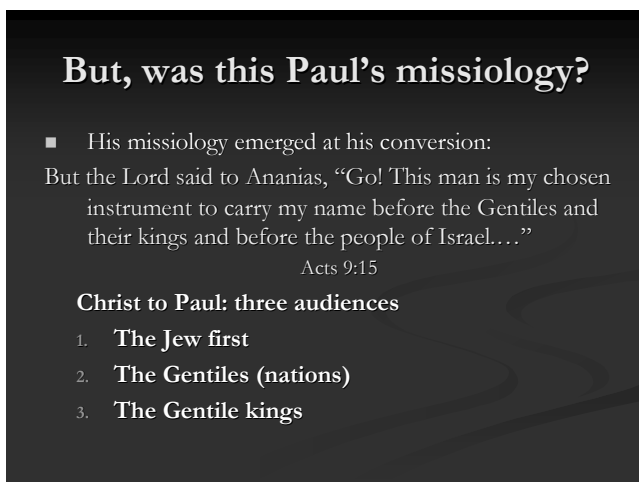 But, was this Paul's missiology?
■ His missiology emerged at his conversion:
But the Lord said to Ananias, “Go! This man is my chosen
instrument to carry my name before the Gentiles and
their kings and before the people of Israel.…”
Acts 9:15
Christ to Paul: three audiences
1. The Jew first
2. The Gentiles (nations)
3. The Gentile kings